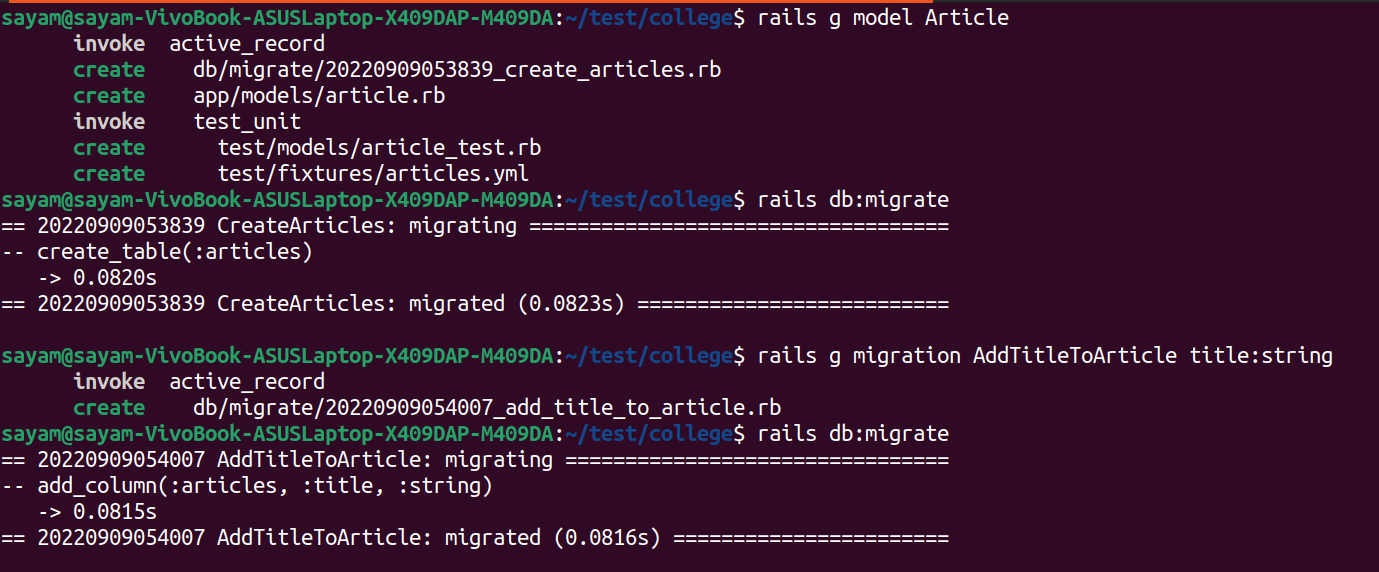 sayam@sayam-VivoBook-ASUSLaptop-X409DAP-M409DA:~/test/college$ rails g model Article
      invoke  active_record
      create    db/migrate/20220909053839_create_articles.rb
      create    app/models/article.rb
      invoke    test_unit
      create      test/models/article_test.rb
      create      test/fixtures/articles.yml
sayam@sayam-VivoBook-ASUSLaptop-X409DAP-M409DA:~/test/college$ rails db:migrate
== 20220909053839 CreateArticles: migrating ===================================
-- create_table(:articles)
   -> 0.0820s
== 20220909053839 CreateArticles: migrated (0.0823s) ==========================

sayam@sayam-VivoBook-ASUSLaptop-X409DAP-M409DA:~/test/college$ rails g migration AddTitleToArticle title:string
      invoke  active_record
      create    db/migrate/20220909054007_add_title_to_article.rb
sayam@sayam-VivoBook-ASUSLaptop-X409DAP-M409DA:~/test/college$ rails db:migrate
== 20220909054007 AddTitleToArticle: migrating ================================
-- add_column(:articles, :title, :string)
   -> 0.0815s
== 20220909054007 AddTitleToArticle: migrated (0.0816s) =======================